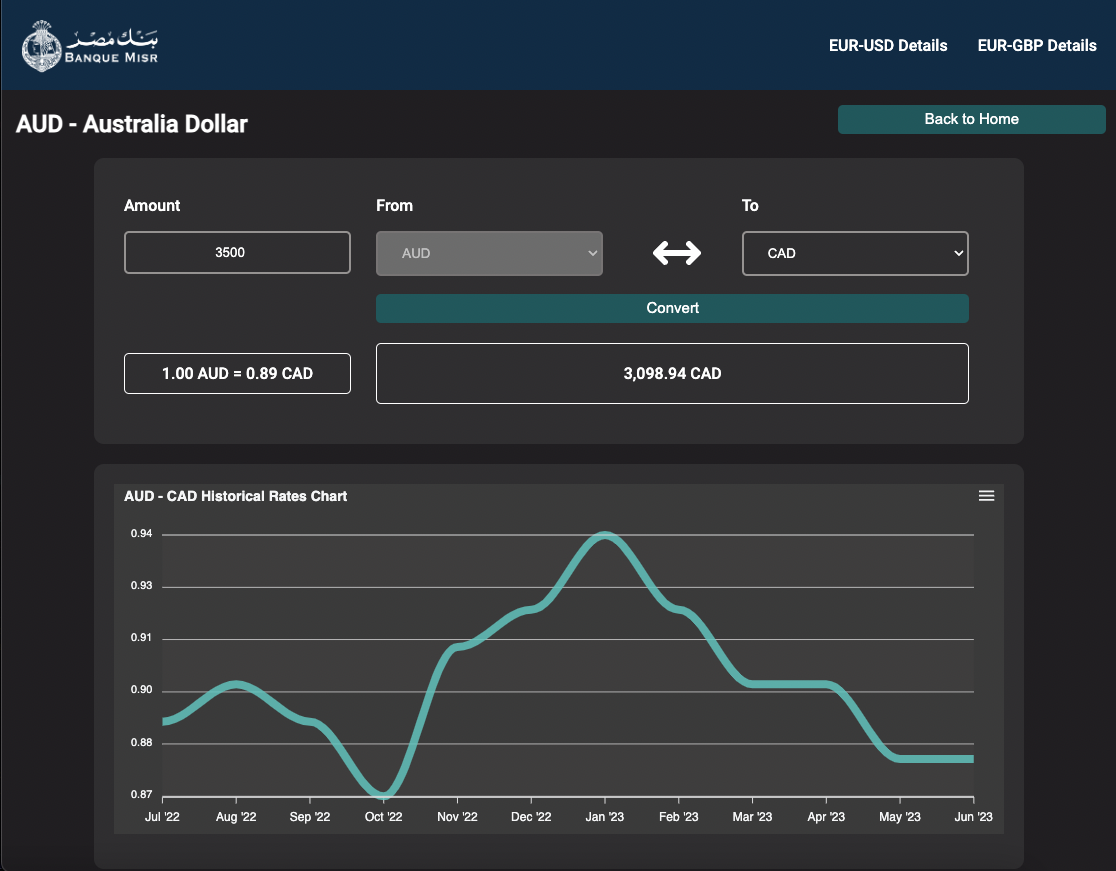 بنك مصر
BANQUE MISR
EUR-USD Details
EUR-GBP Details
AUD - Australia Dollar
Back to Home
Amount
From
To
3500
AUD
CAD
Convert
1.00 AUD = 0.89 CAD
3,098.94 CAD
AUD - CAD Historical Rates Chart
0.94
0.93
0.91
0.90
0.88
0.87
Jul '22
Aug '22
Sep '22
Oct '22
Nov '22
Dec '22
Jan '23
Feb '23
Mar '23
Apr '23
May '23
Jun '23